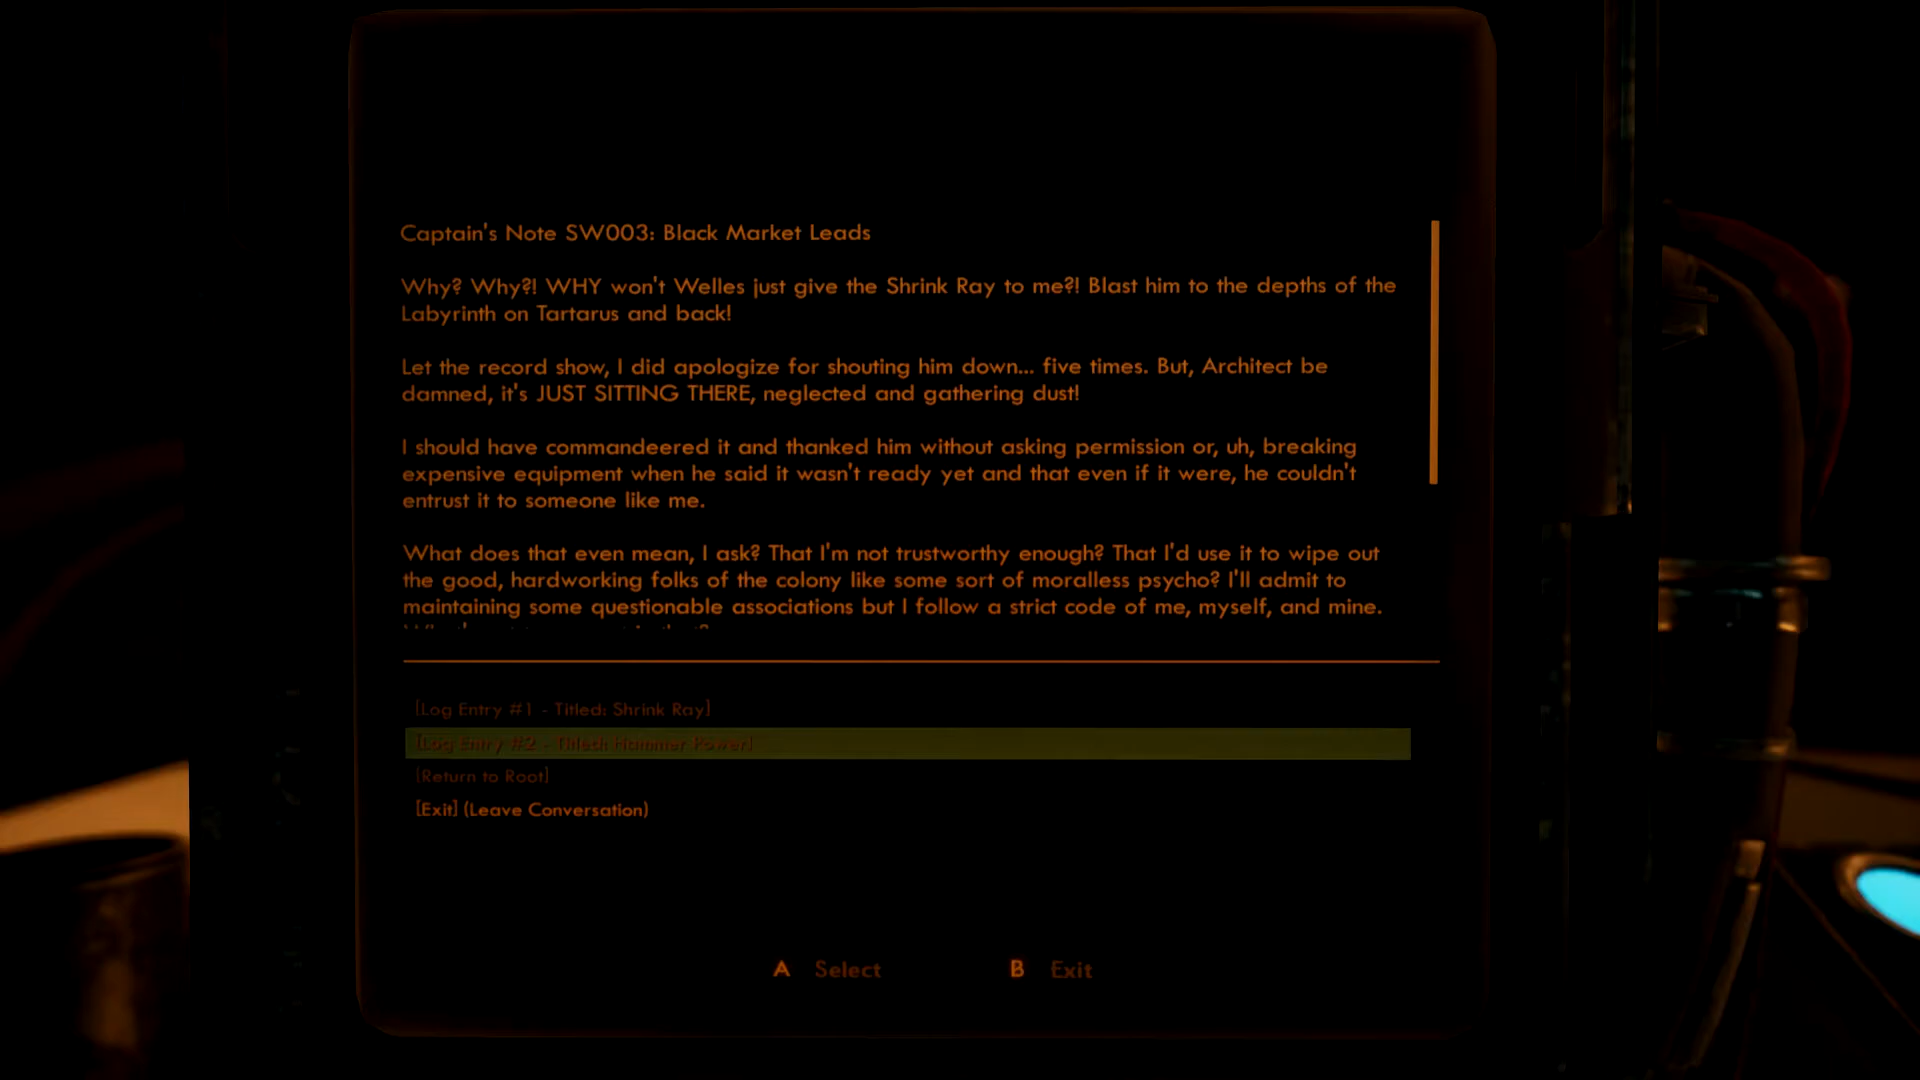 Captain's Note SW003: Black Market Leads
Why? Why?! WHY won't Welles just give the Shrink Ray to me?! Blast him to the depths of the
Labyrinth on Tartarus and back!
Let the record show, I did apologize for shouting him down... five times. But, Architect be
damned, it's JUST SITTING THERE, neglected and gathering dust!
I should have commandeered it and thanked him without asking permission or, uh, breaking
expensive equipment when he said it wasn't ready yet and that even if it were, he couldn't
entrust it to someone like me.
What does that even mean, I ask? That I'm not trustworthy enough? That I'd use it to wipe out
the good, hardworking folks of the colony like some sort of moralless psycho? I'll admit to
maintaining some questionable associations but I follow a strict code of me, myself, and mine.
[Log Entry #1 - Titled: Shrink Ray]
[Log Entry #2 - Titled: Hammer Power]
[Return to Root]
[Exit] (Leave Conversation)
A Select B Exit